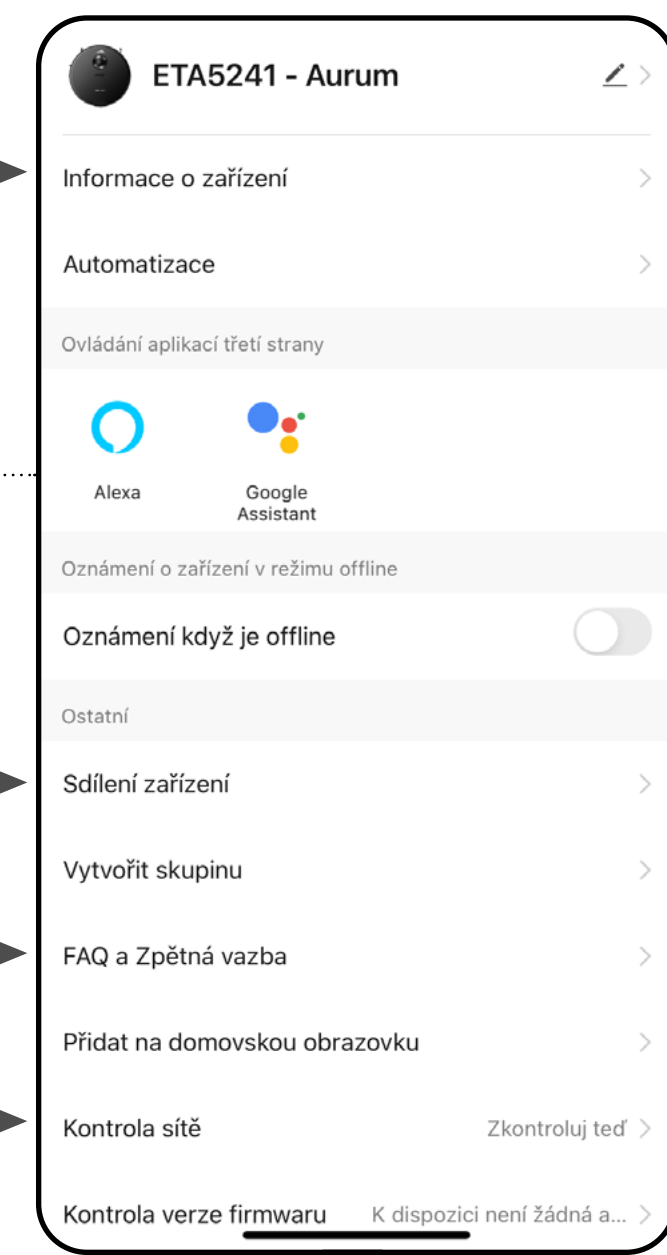 ETA5241 - Aurum
Informace o zařízení
Automatizace
Ovládání aplikací třetí strany
Alexa
Google
Assistant
Oznámení o zařízení v režimu offline
Oznámení když je offline
Ostatní
Sdílení zařízení
Vytvořit skupinu
FAQ a Zpětná vazba
Přidat na domovskou obrazovku
Kontrola sítě Zkontroluj teď
Kontrola verze firmwaru K dispozici není žádná a...